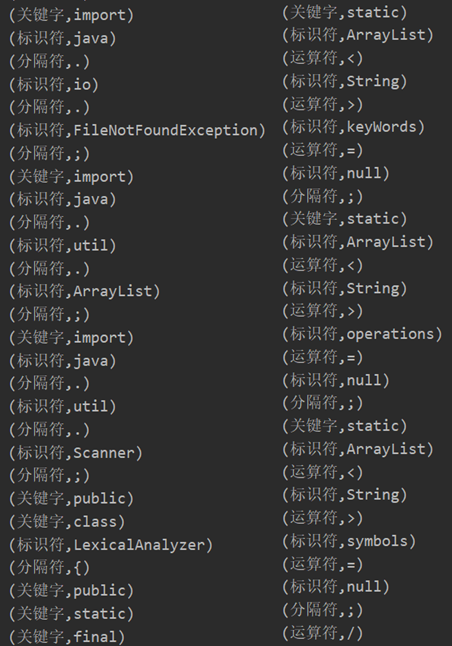 (关键字,import)
(标识符,java)
(分隔符,.)
(标识符,io)
(分隔符,.)
(标识符,FileNotFoundException)
(分隔符,;)
(关键字,import)
(标识符,java)
(分隔符,.)
(标识符,util)
(分隔符,.)
(标识符,ArrayList)
(分隔符,;)
(关键字,import)
(标识符,java)
(分隔符,.)
(标识符,util)
(分隔符,.)
(标识符,Scanner)
(分隔符,;)
(关键字,public)
(关键字,class)
(标识符,LexicalAnalyzer)
(分隔符,{)
(关键字,public)
(关键字,static)
(关键字,final)
(关键字,static)
(标识符,ArrayList)
(运算符,<)
(标识符,String)
(运算符,>)
(标识符,keyWords)
(运算符,=)
(标识符,null)
(分隔符,;)
(关键字,static)
(标识符,ArrayList)
(运算符,<)
(标识符,String)
(运算符,>)
(标识符,operations)
(运算符,=)
(标识符,null)
(分隔符,;)
(关键字,static)
(标识符,ArrayList)
(运算符,<)
(标识符,String)
(运算符,>)
(标识符,symbols)
(运算符,=)
(标识符,null)
(分隔符,;)
(运算符,/)